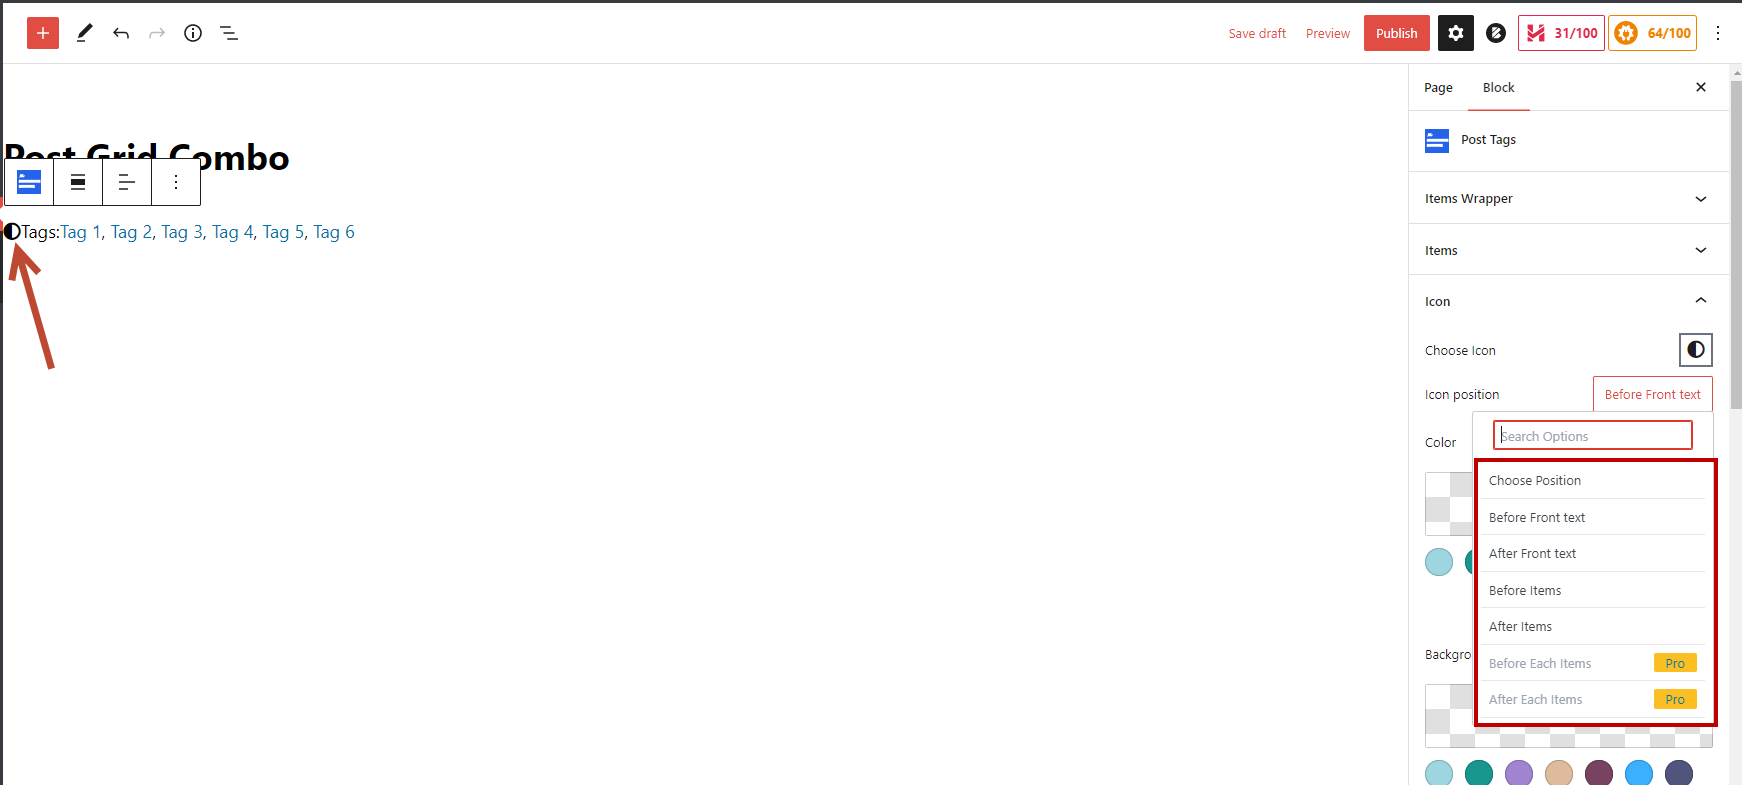 Save draft
Preview
Publish
31/100
64/100
Page
Block
Post Tags
Post Grid Combo
Items Wrapper
Tags:Tag 1, Tag 2, Tag 3, Tag 4, Tag 5, Tag 6
Items
Icon
Choose Icon
Icon position
Before Front text
Search Options
Color
Choose Position
Before Front text
After Front text
Before Items
After Items
Backgro
Before Each Items Pro
After Each Items Pro